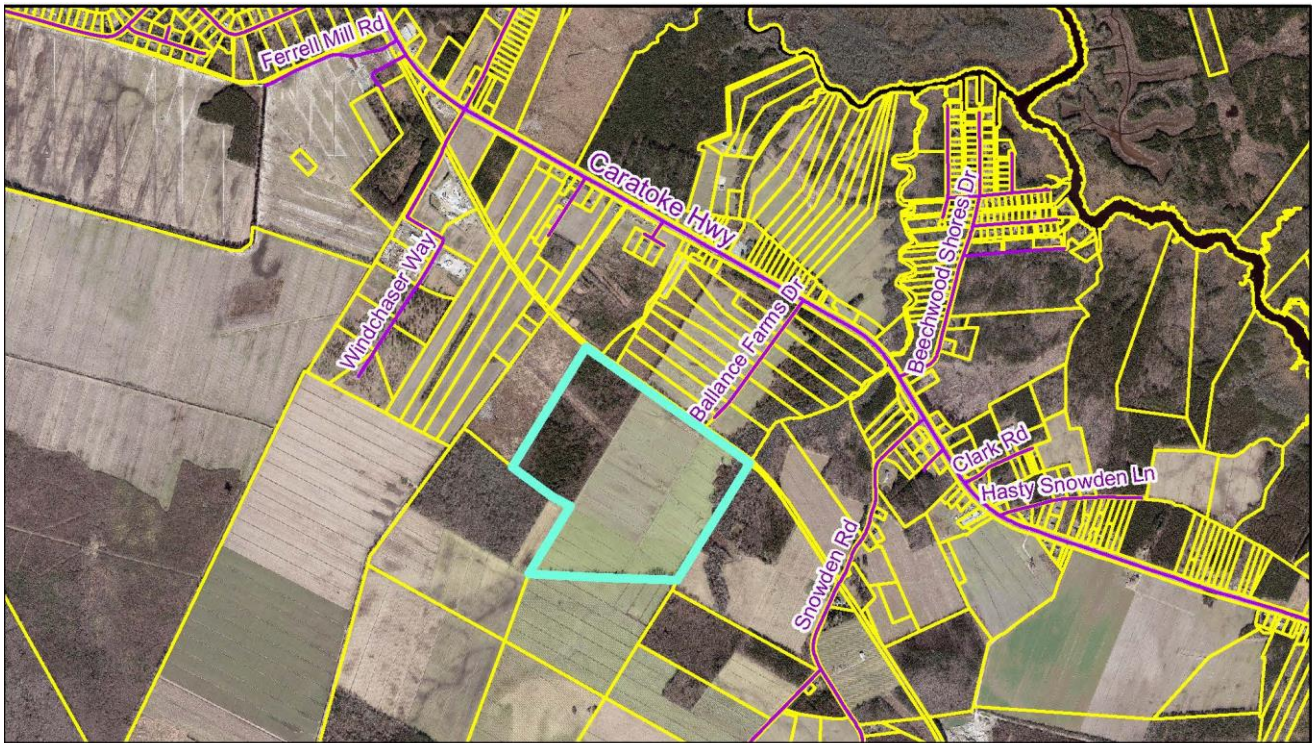 Ferrell Mill Rd
Caratoke Hwy
Windchaser Way
Ballance Farms Dr
Beechwood Shores Dr
Clark Rd
Hasty Snowden Ln
Snowden Rd